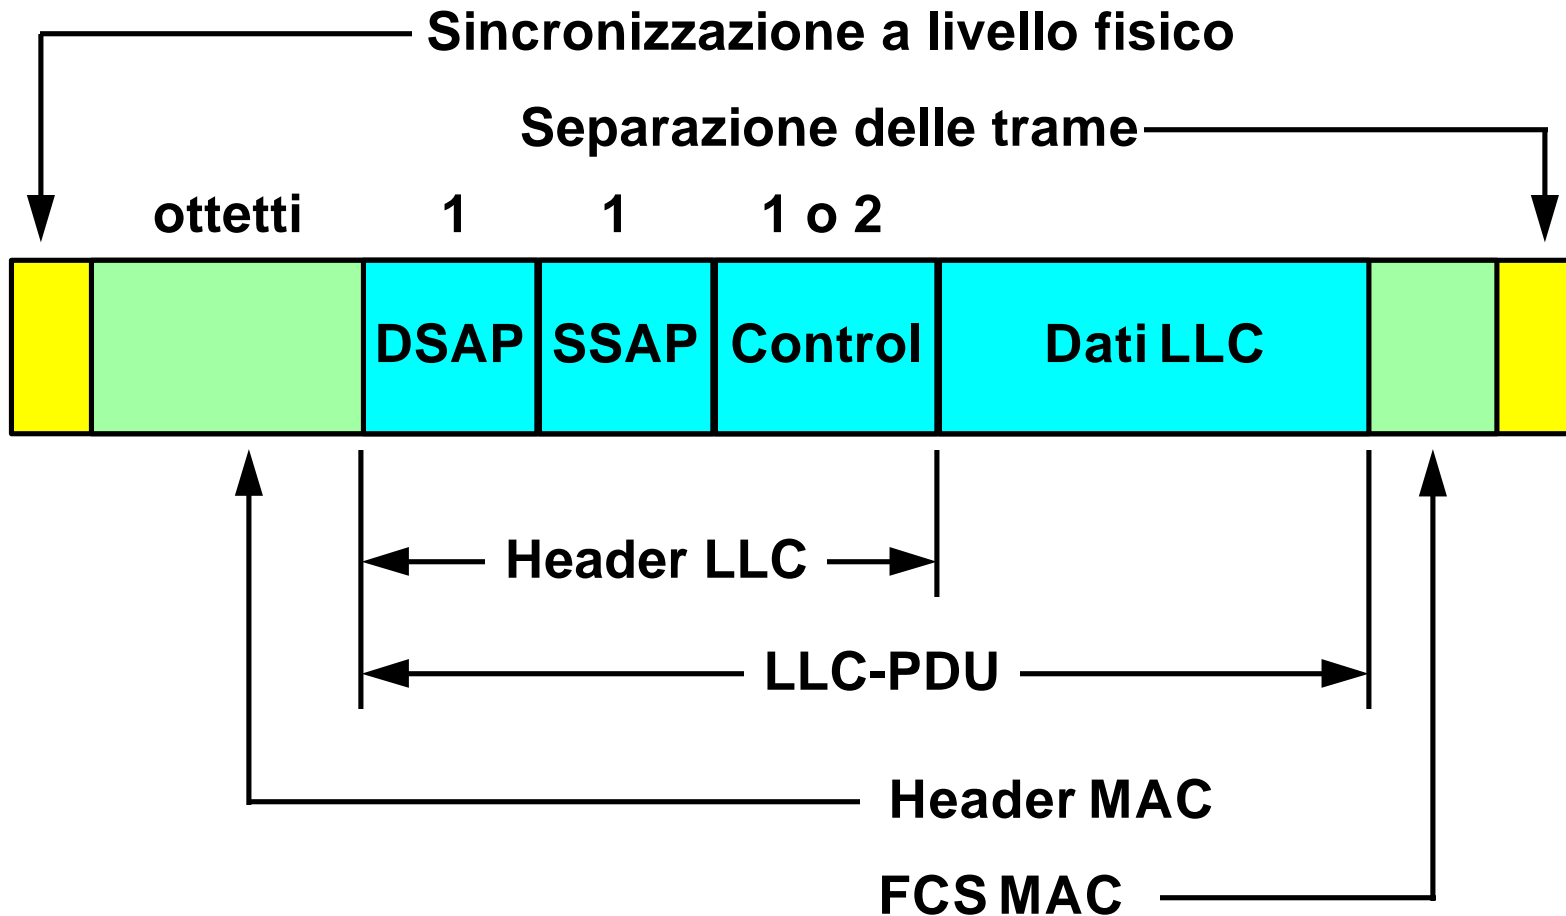 Sincronizzazione a livello fisico
Separazione delle trame
ottetti 1 1 1 o 2
DSAP SSAP Control Dati LLC
Header LLC
LLC-PDU
Header MAC
FCS MAC